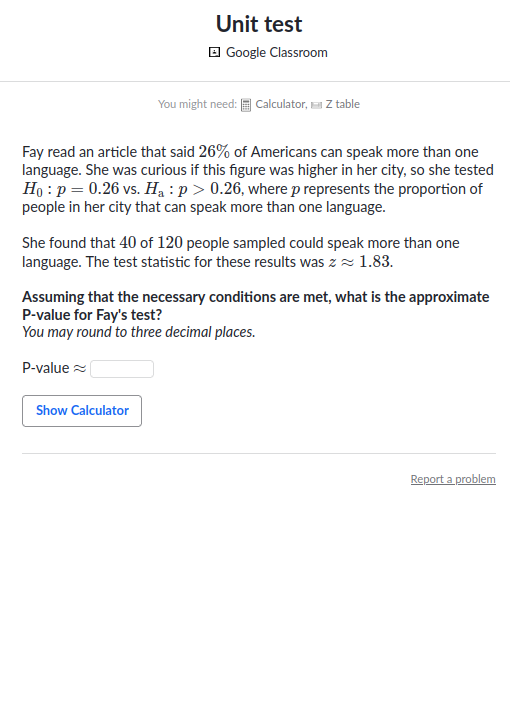 Unit test
Google Classroom
You might need: Calculator, Z table
Fay read an article that said 26% of Americans can speak more than one
language. She was curious if this figure was higher in her city, so she tested
H₀ : p = 0.26 vs. Hₐ : p > 0.26, where p represents the proportion of
people in her city that can speak more than one language.
She found that 40 of 120 people sampled could speak more than one
language. The test statistic for these results was z ≈ 1.83.
Assuming that the necessary conditions are met, what is the approximate
P-value for Fay's test?
You may round to three decimal places.
P-value ≈
Show Calculator
Report a problem